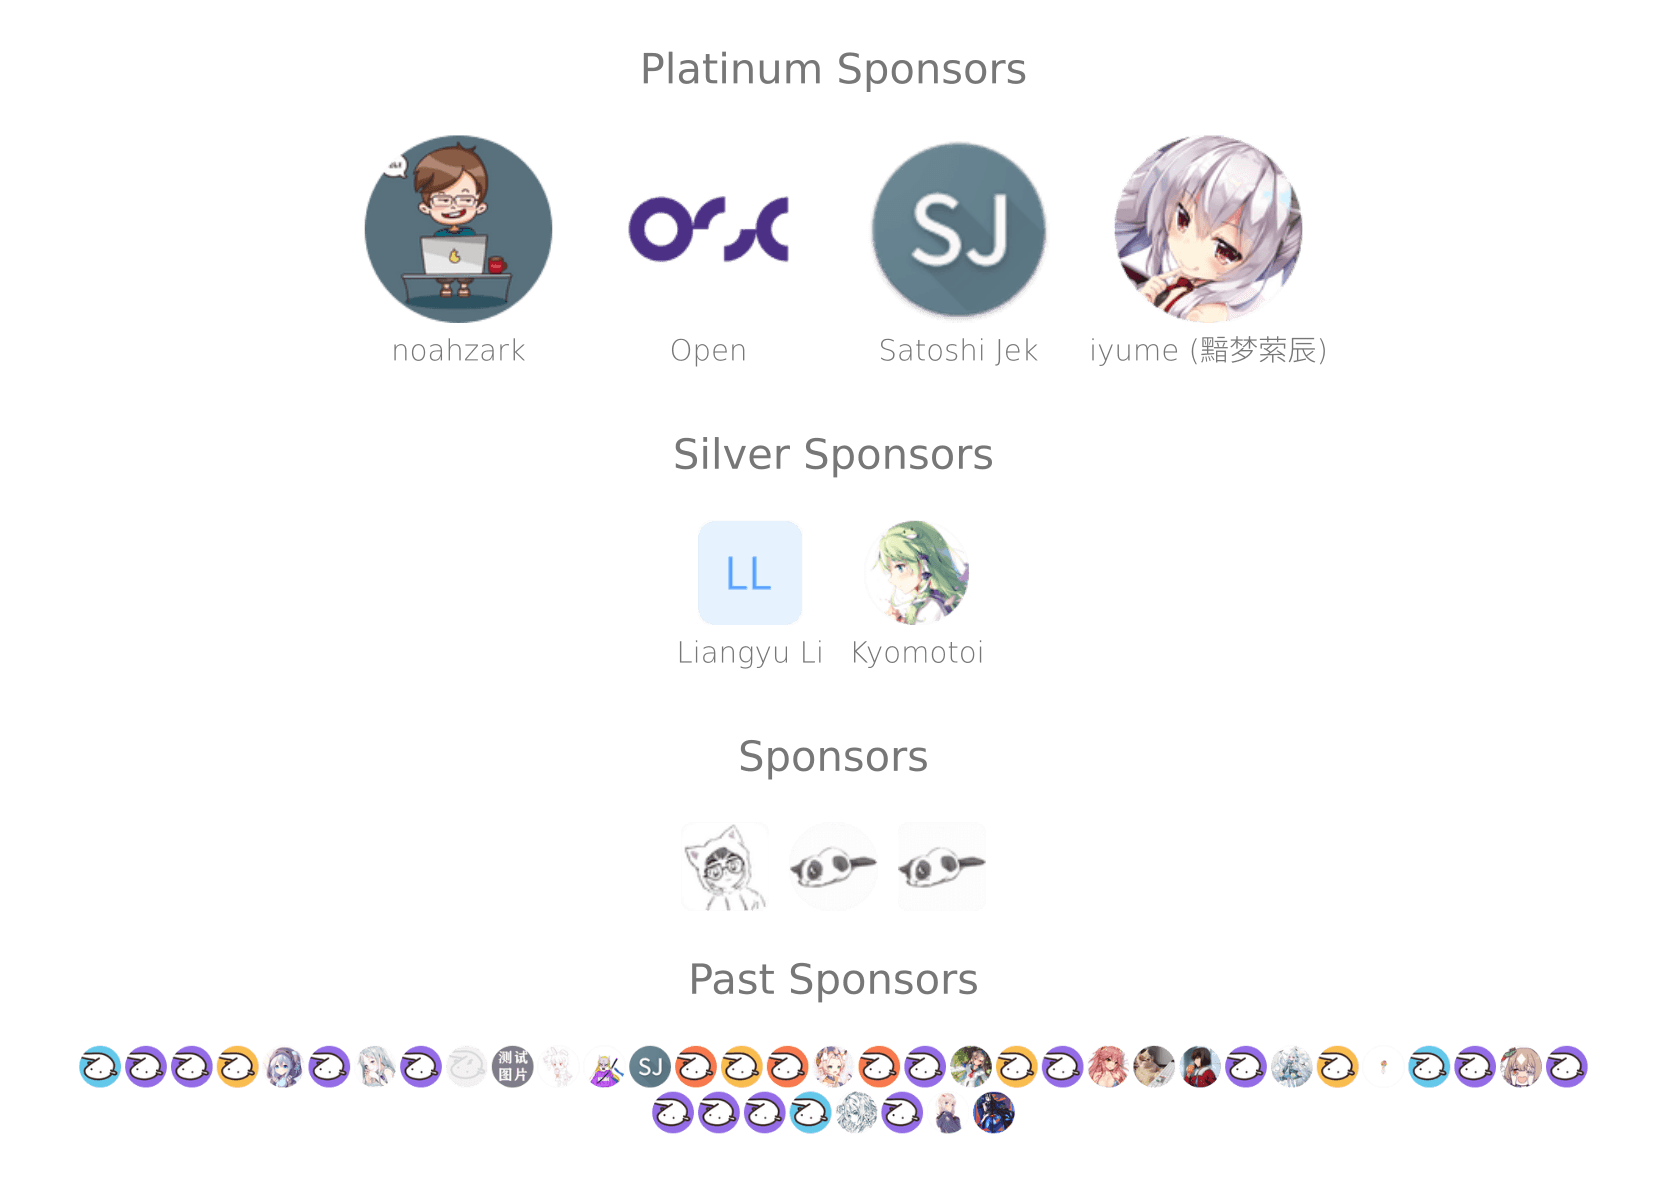 Platinum Sponsors
SJ
noahzark
Open
Satoshi Jek
iyume (黯梦萦辰)
Silver Sponsors
LL
Liangyu Li
Kyomotoi
Sponsors
Past Sponsors
测试
图片
SJ